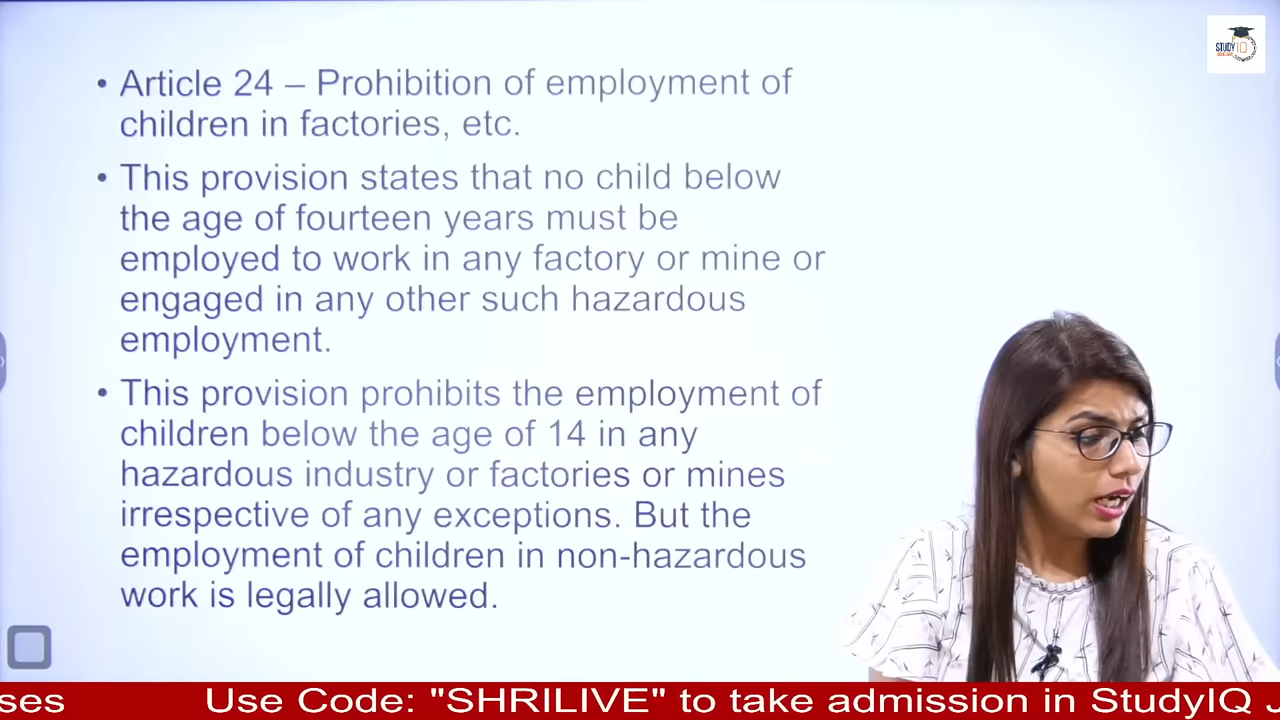 STUDY IQ
• Article 24 – Prohibition of employment of
children in factories, etc.
• This provision states that no child below
the age of fourteen years must be
employed to work in any factory or mine or
engaged in any other such hazardous
employment.
• This provision prohibits the employment of
children below the age of 14 in any
hazardous industry or factories or mines
irrespective of any exceptions. But the
employment of children in non-hazardous
work is legally allowed.
ses Use Code: "SHRILIVE" to take admission in StudyIQ J